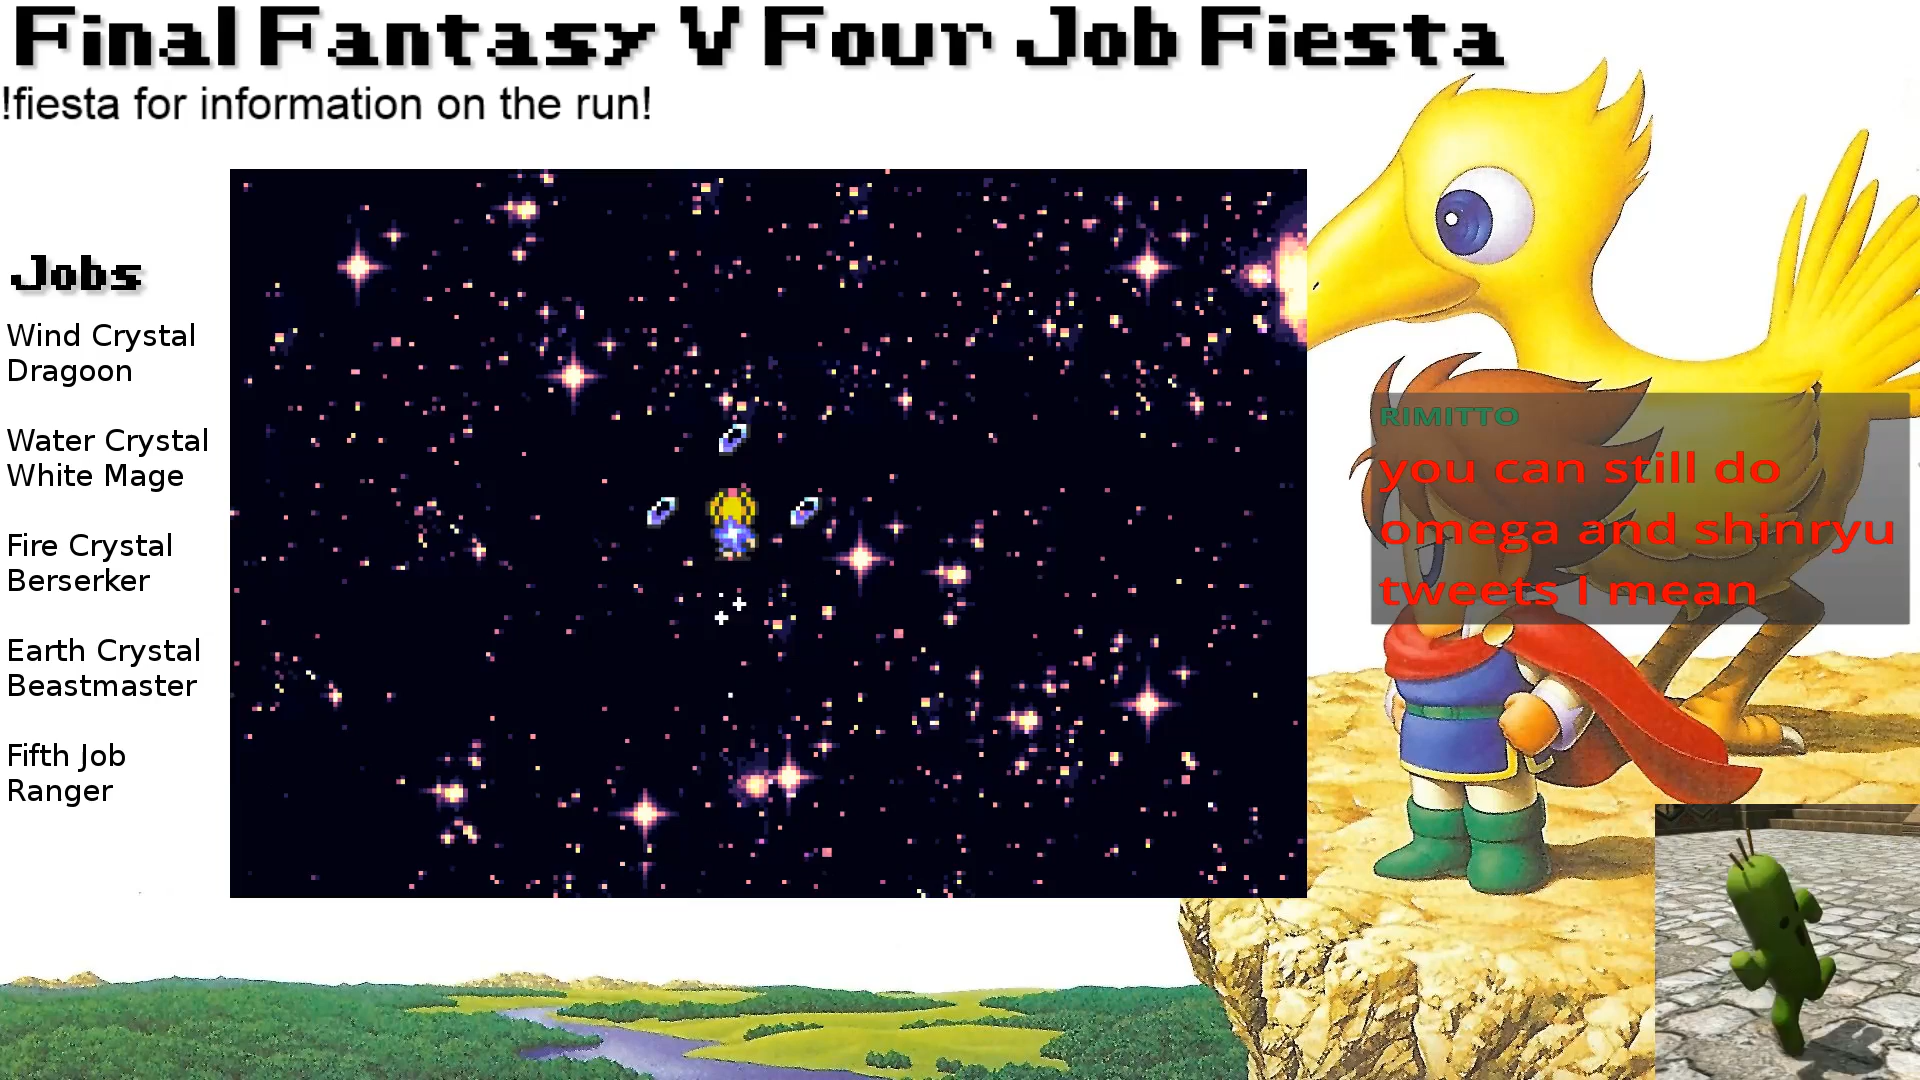 Final Fantasy V Four Job Fiesta
!fiesta for information on the run!
Jobs
Wind Crystal
Dragoon
Water Crystal
White Mage
Fire Crystal
Berserker
Earth Crystal
Beastmaster
Fifth Job
Ranger
RIMITTO
you can still do
omega and shinryu
tweets I mean